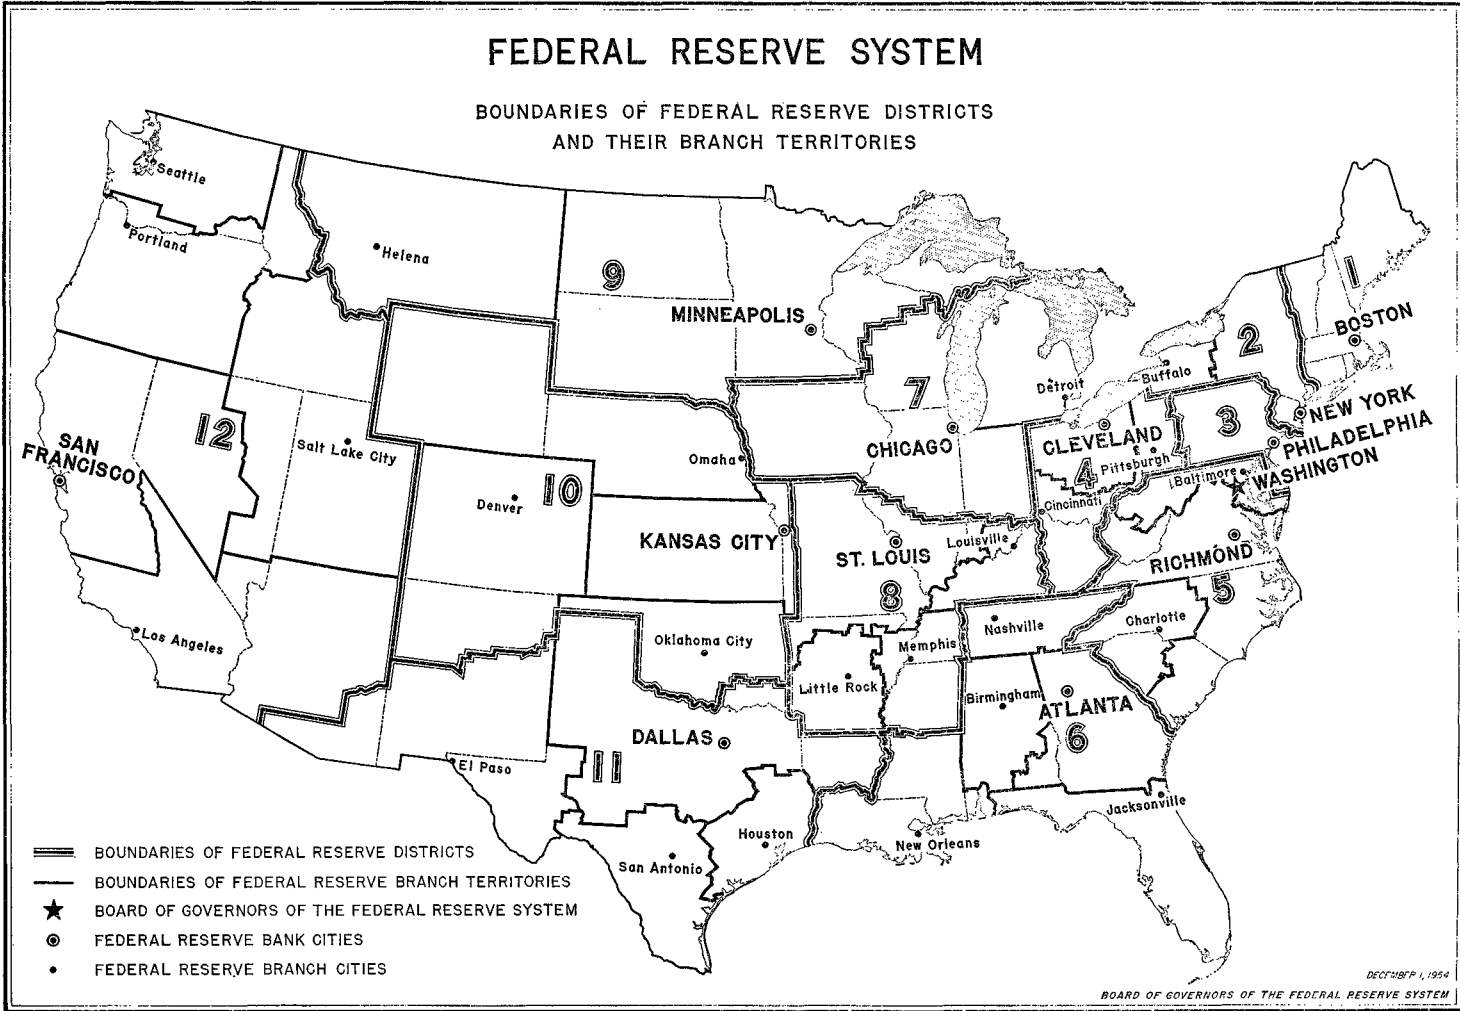 FEDERAL RESERVE SYSTEM
BOUNDARIES OF FEDERAL RESERVE DISTRICTS
AND THEIR BRANCH TERRITORIES
Seattle
Portland
Helena
9
MINNEAPOLIS
1
BOSTON
2
Buffalo
Detroit
7
CHICAGO
3
NEW YORK
PHILADELPHIA
WASHINGTON
CLEVELAND
4
Pittsburgh
Baltimore
Cincinnati
12
SAN
FRANCISCO
Salt Lake City
Omaha
10
Denver
KANSAS CITY
ST. LOUIS
8
Louisville
RICHMOND
5
Los Angeles
Oklahoma City
Nashville
Charlotte
Memphis
Little Rock
Birmingham
ATLANTA
6
DALLAS
11
El Paso
Jacksonville
Houston
New Orleans
San Antonio
BOUNDARIES OF FEDERAL RESERVE DISTRICTS
BOUNDARIES OF FEDERAL RESERVE BRANCH TERRITORIES
BOARD OF GOVERNORS OF THE FEDERAL RESERVE SYSTEM
FEDERAL RESERVE BANK CITIES
FEDERAL RESERVE BRANCH CITIES
DECEMBER 1, 1954
BOARD OF GOVERNORS OF THE FEDERAL RESERVE SYSTEM